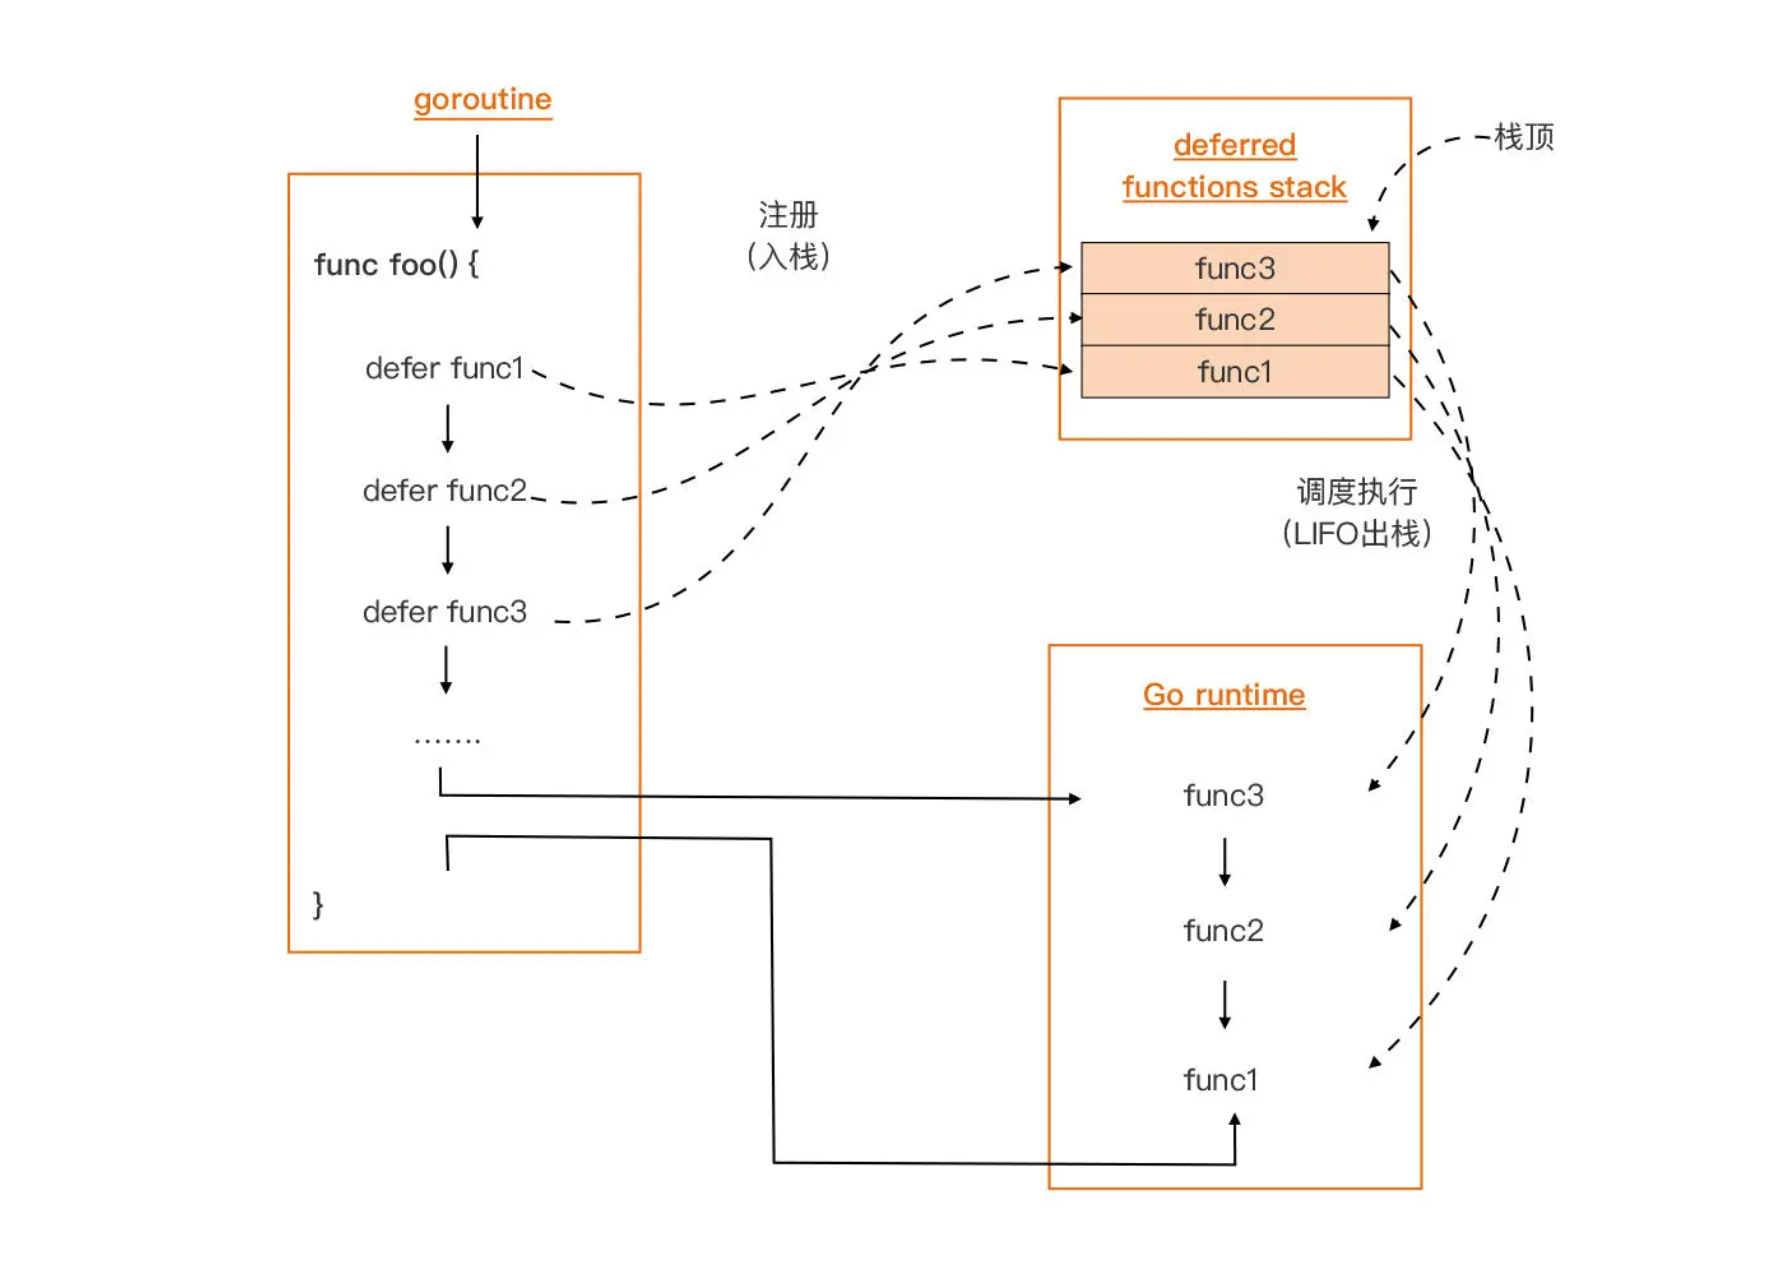 goroutine
func foo() {
defer func1
defer func2
defer func3
.......
}
注册
（入栈）
deferred
functions stack
栈顶
func3
func2
func1
调度执行
（LIFO出栈）
Go runtime
func3
func2
func1